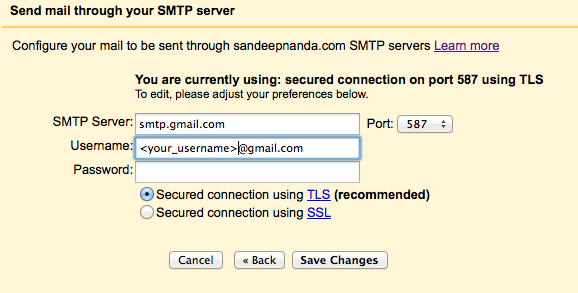 Send mail through your SMTP server
Configure your mail to be sent through sandeepnanda.com SMTP servers Learn more
You are currently using: secured connection on port 587 using TLS
To edit, please adjust your preferences below.
SMTP Server: smtp.gmail.com Port: 587
Username: <your_username>@gmail.com
Password:
Secured connection using TLS (recommended)
Secured connection using SSL
Cancel « Back Save Changes